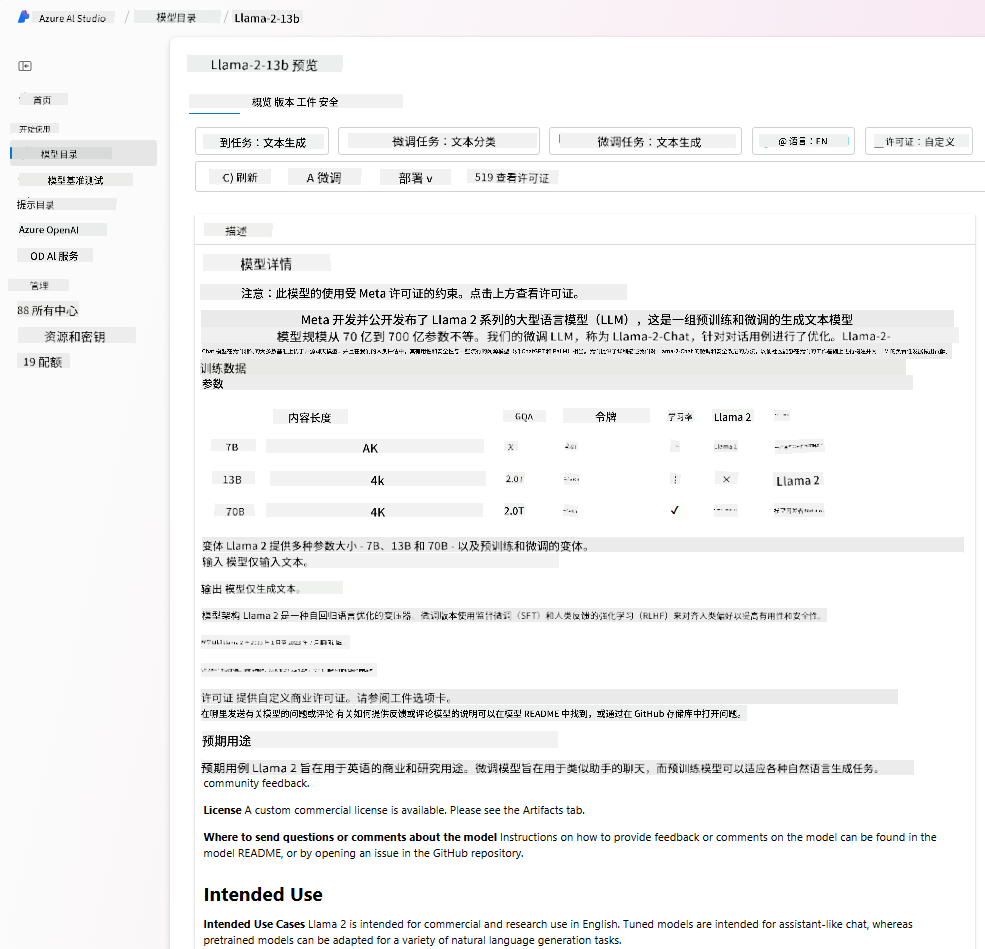 Azure AI Studio / 模型目录 / Llama-2-13b
Llama-2-13b 预览
首页
概览 版本 工件 安全
开始使用
到任务：文本生成
微调任务：文本分类
微调任务：文本生成
@ 语言：EN
许可证：自定义
模型目录
模型基准测试
C) 刷新
A 微调
部署 v
519 查看许可证
提示目录
Azure OpenAI
描述
OD Al 服务
模型详情
管理
注意：此模型的使用受 Meta 许可证的约束。点击上方查看许可证。
88 所有中心
Meta 开发并公开发布了 Llama 2 系列的大型语言模型（LLM），这是一组预训练和微调的生成文本模型
资源和密钥
模型规模从 70 亿到 700 亿参数不等。我们的微调 LLM，称为 Llama-2-Chat，针对对话用例进行了优化。Llama-2-
19 配额
训练数据
参数
内容长度 GQA 令牌 学习率 Llama 2
7B AK X 2.0T Llama 2
13B 4k 2.0T ✕ Llama 2
70B 4K 2.0T ✓
变体 Llama 2 提供多种参数大小 - 7B、13B 和 70B - 以及预训练和微调的变体。
输入 模型仅输入文本。
输出 模型仅生成文本。
模型架构 Llama 2 是一种自回归语言优化的变压器。微调版本使用监督微调（SFT）和人类反馈的强化学习（RLHF）来对齐人类偏好以提高有用性和安全性。
许可证 提供自定义商业许可证。请参阅工件选项卡。
在哪里发送有关模型的问题或评论 有关如何提供反馈或评论模型的说明可以在模型 README 中找到，或通过在 GitHub 存储库中打开问题。
预期用途
预期用例 Llama 2 旨在用于英语的商业和研究用途。微调模型旨在用于类似助手的聊天，而预训练模型可以适应各种自然语言生成任务。
community feedback.
License A custom commercial license is available. Please see the Artifacts tab.
Where to send questions or comments about the model Instructions on how to provide feedback or comments on the model can be found in the
model README, or by opening an issue in the GitHub repository.
Intended Use
Intended Use Cases Llama 2 is intended for commercial and research use in English. Tuned models are intended for assistant-like chat, whereas
pretrained models can be adapted for a variety of natural language generation tasks.